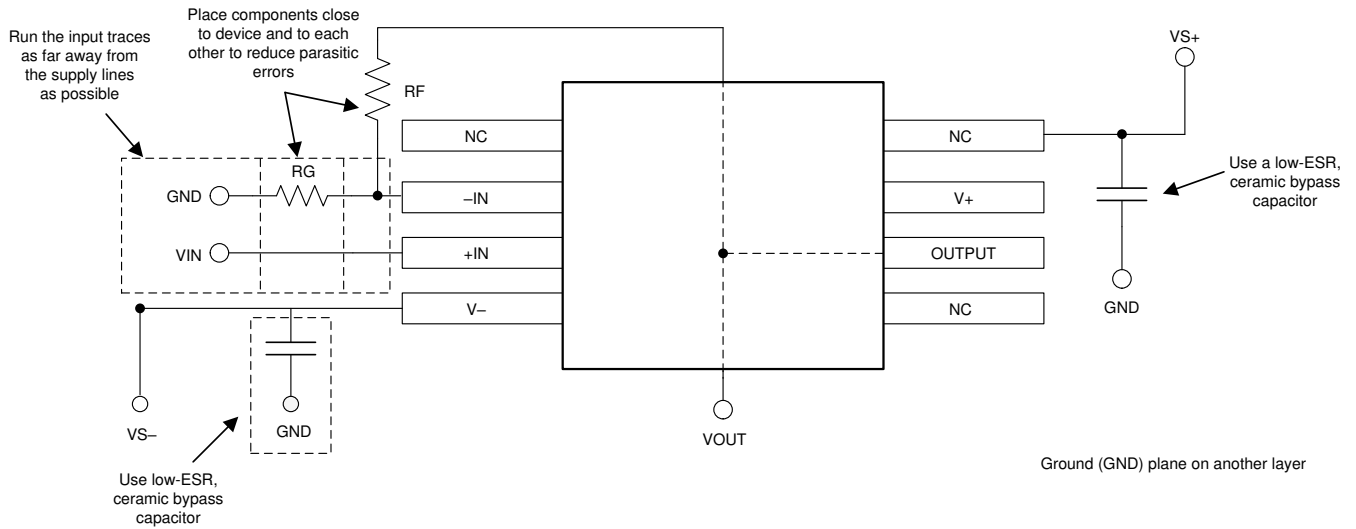 Run the input traces
as far away from
the supply lines
as possible
Place components close
to device and to each
other to reduce parasitic
errors
RF
VS+
NC
NC
Use a low-ESR,
ceramic bypass
capacitor
RG
GND
–IN
V+
VIN
+IN
OUTPUT
V–
NC
GND
VS–
GND
VOUT
Use low-ESR,
ceramic bypass
capacitor
Ground (GND) plane on another layer